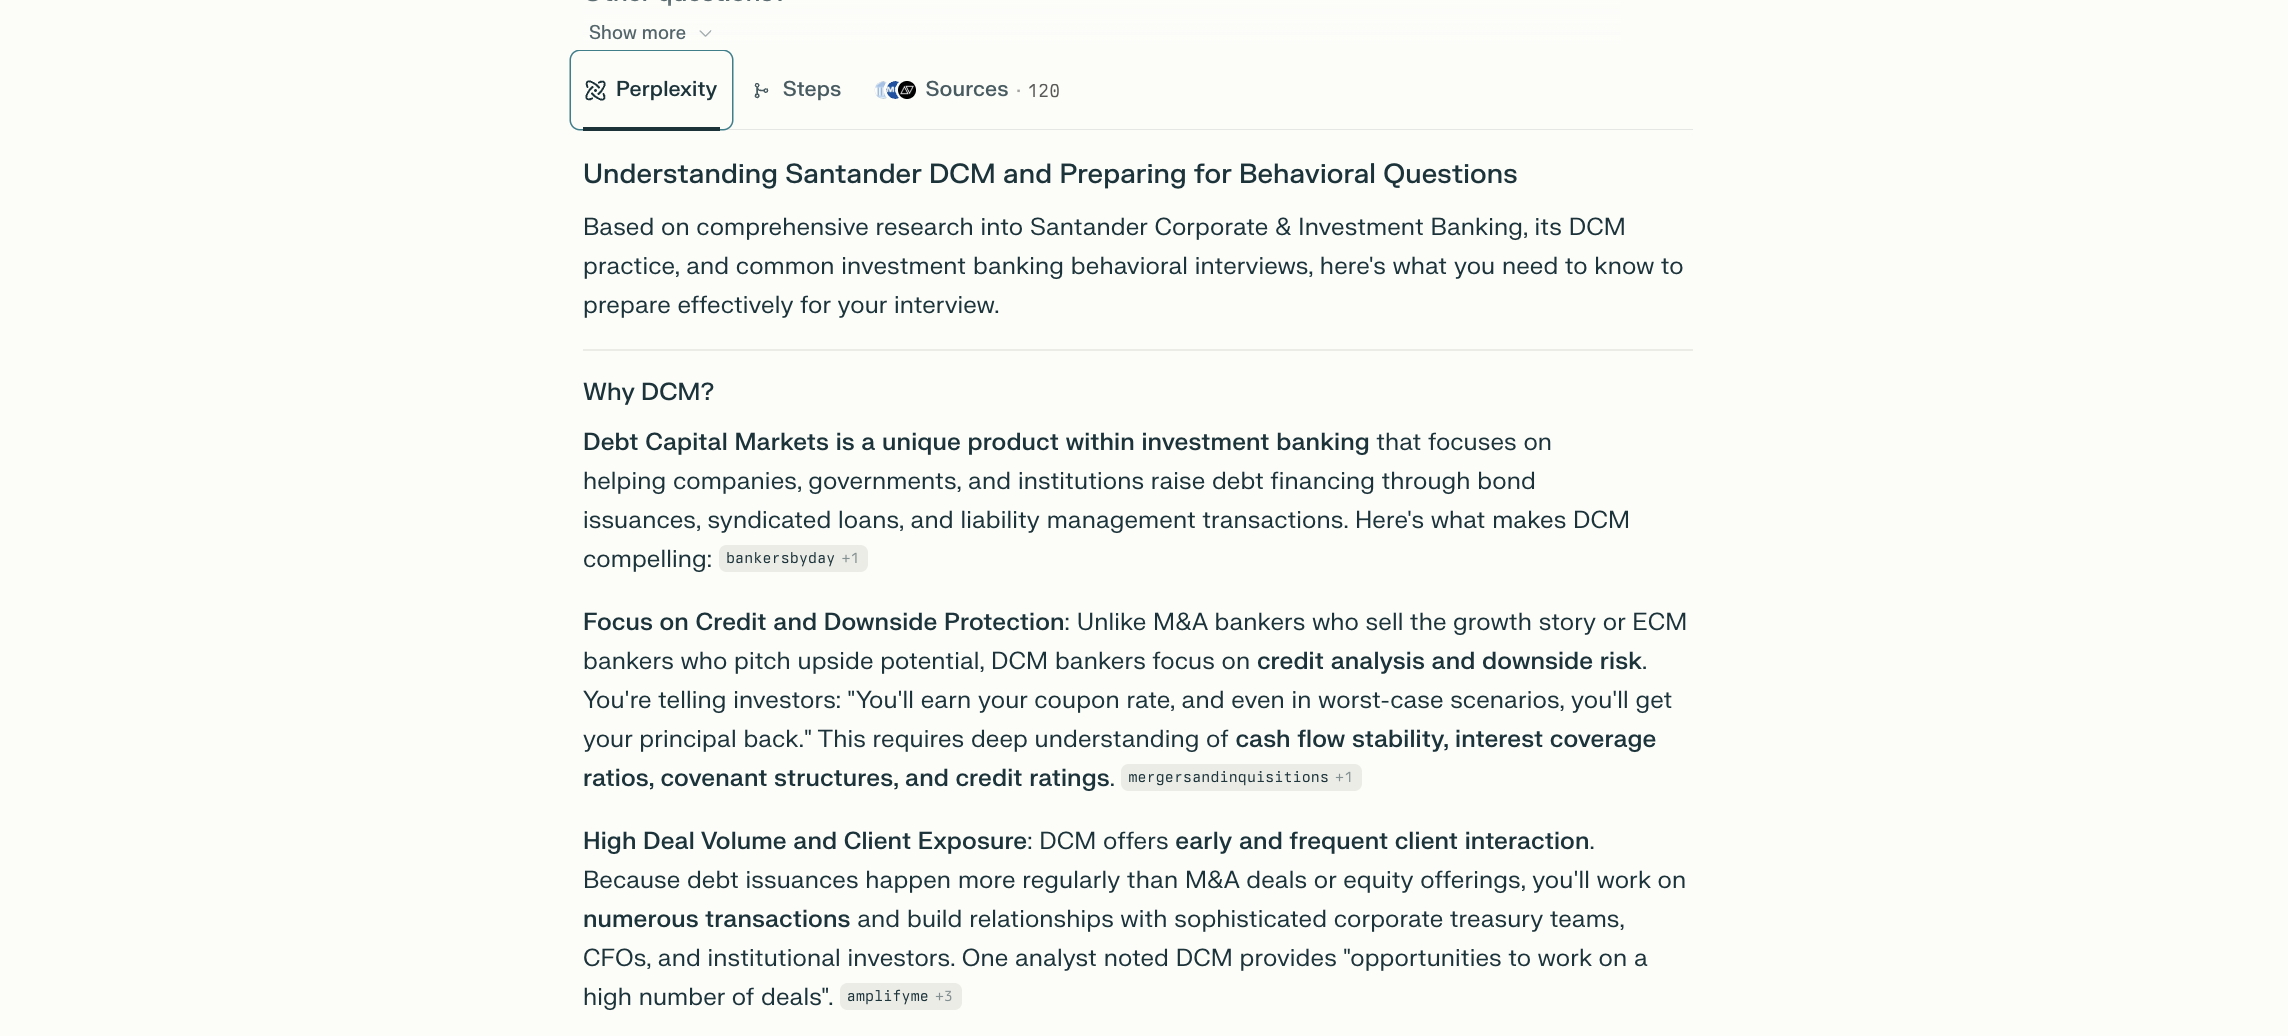 Other questions?
Show more
Perplexity Steps Sources · 120
Understanding Santander DCM and Preparing for Behavioral Questions
Based on comprehensive research into Santander Corporate & Investment Banking, its DCM
practice, and common investment banking behavioral interviews, here's what you need to know to
prepare effectively for your interview.
Why DCM?
Debt Capital Markets is a unique product within investment banking that focuses on
helping companies, governments, and institutions raise debt financing through bond
issuances, syndicated loans, and liability management transactions. Here's what makes DCM
compelling: bankersbyday +1
Focus on Credit and Downside Protection: Unlike M&A bankers who sell the growth story or ECM
bankers who pitch upside potential, DCM bankers focus on credit analysis and downside risk.
You're telling investors: "You'll earn your coupon rate, and even in worst-case scenarios, you'll get
your principal back." This requires deep understanding of cash flow stability, interest coverage
ratios, covenant structures, and credit ratings. mergersandinquisitions +1
High Deal Volume and Client Exposure: DCM offers early and frequent client interaction.
Because debt issuances happen more regularly than M&A deals or equity offerings, you'll work on
numerous transactions and build relationships with sophisticated corporate treasury teams,
CFOs, and institutional investors. One analyst noted DCM provides "opportunities to work on a
high number of deals". amplifyme +3